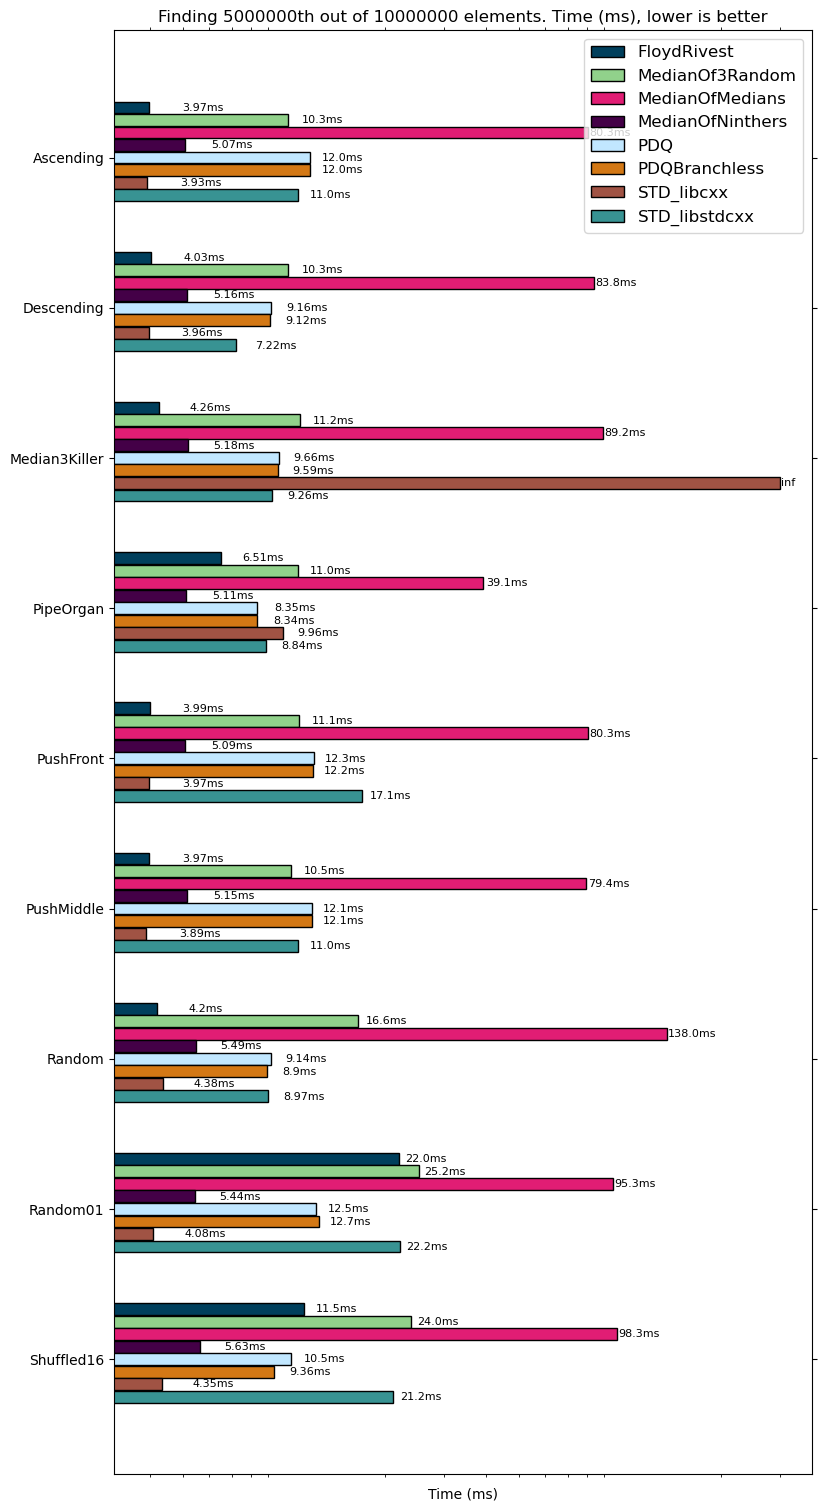 Finding 5000000th out of 10000000 elements. Time (ms), lower is better
FloydRivest
MedianOf3Random
MedianOfMedians
MedianOfNinthers
PDQ
PDQBranchless
STD_libcxx
STD_libstdcxx
Ascending
3.97ms
10.3ms
80.3ms
5.07ms
12.0ms
12.0ms
3.93ms
11.0ms
Descending
4.03ms
10.3ms
83.8ms
5.16ms
9.16ms
9.12ms
3.96ms
7.22ms
Median3Killer
4.26ms
11.2ms
89.2ms
5.18ms
9.66ms
9.59ms
inf
9.26ms
PipeOrgan
6.51ms
11.0ms
39.1ms
5.11ms
8.35ms
8.34ms
9.96ms
8.84ms
PushFront
3.99ms
11.1ms
80.3ms
5.09ms
12.3ms
12.2ms
3.97ms
17.1ms
PushMiddle
3.97ms
10.5ms
79.4ms
5.15ms
12.1ms
12.1ms
3.89ms
11.0ms
Random
4.2ms
16.6ms
138.0ms
5.49ms
9.14ms
8.9ms
4.38ms
8.97ms
Random01
22.0ms
25.2ms
95.3ms
5.44ms
12.5ms
12.7ms
4.08ms
22.2ms
Shuffled16
11.5ms
24.0ms
98.3ms
5.63ms
10.5ms
9.36ms
4.35ms
21.2ms
Time (ms)